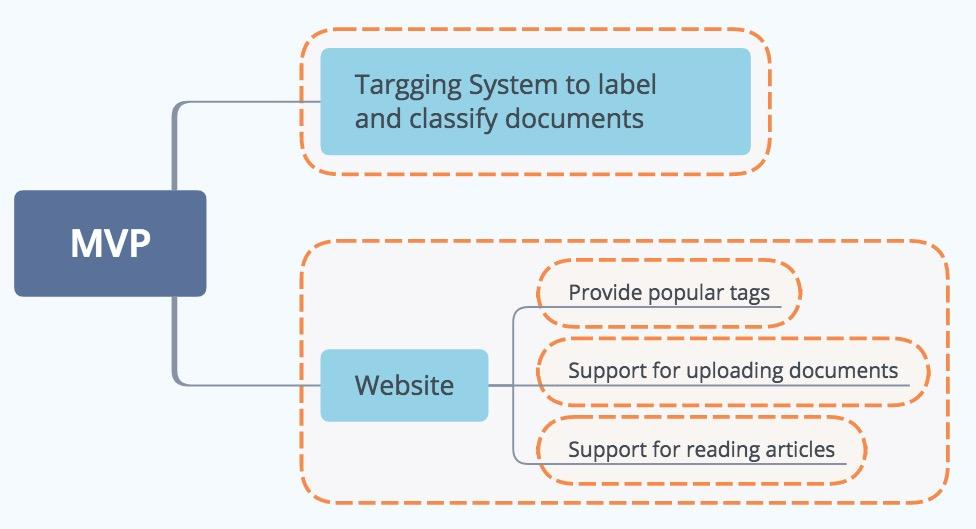 Targging System to label
and classify documents
MVP
Provide popular tags
Support for uploading documents
Website
Support for reading articles